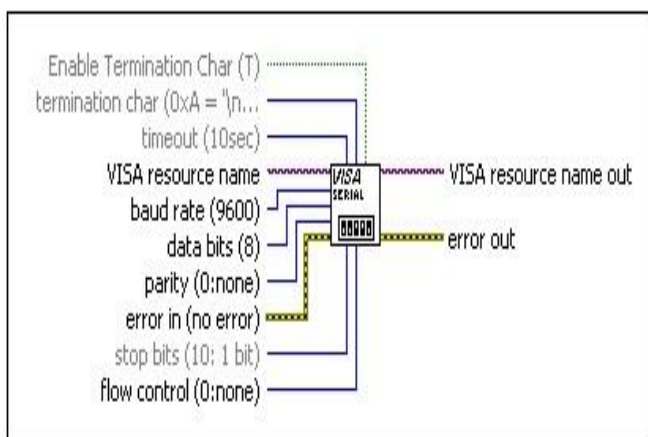 Enable Termination Char (T)
termination char (0xA = "\n...
timeout (10sec)
VISA resource name
baud rate (9600)
data bits (8)
parity (0:none)
error in (no error)
stop bits (10: 1 bit)
flow control (0:none)
VISA
SERIAL
VISA resource name out
error out